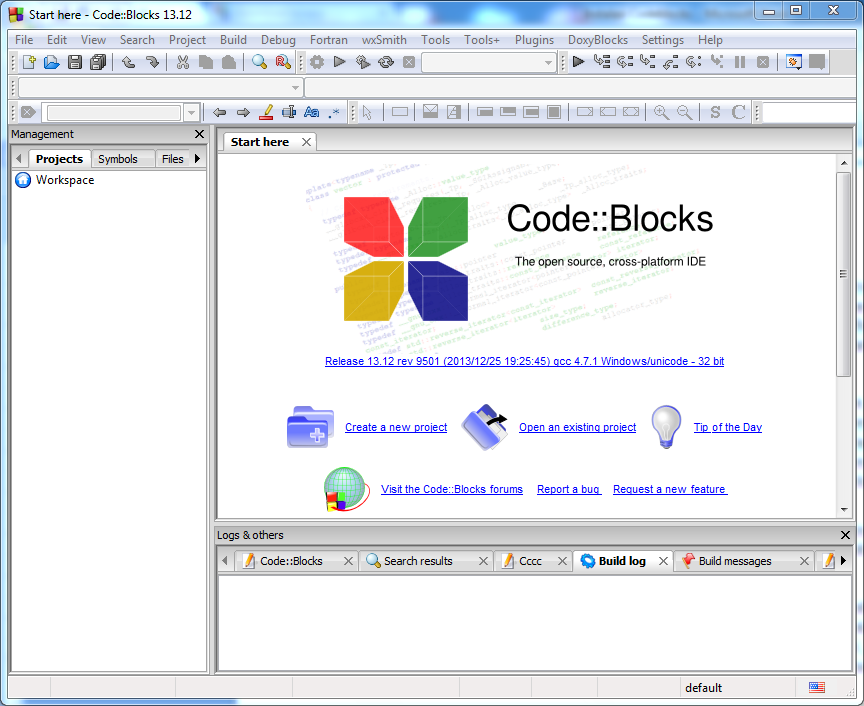 Start here - Code::Blocks 13.12
File Edit View Search Project Build Debug Fortran wxSmith Tools Tools+ Plugins DoxyBlocks Settings Help
Aa .*
S C
Management
Projects Symbols Files
Workspace
Start here
Code::Blocks
The open source, cross-platform IDE
Release 13.12 rev 9501 (2013/12/25 19:25:45) gcc 4.7.1 Windows/unicode - 32 bit
Create a new project Open an existing project Tip of the Day
Visit the Code::Blocks forums Report a bug Request a new feature
Logs & others
Code::Blocks Search results Cccc Build log Build messages
default